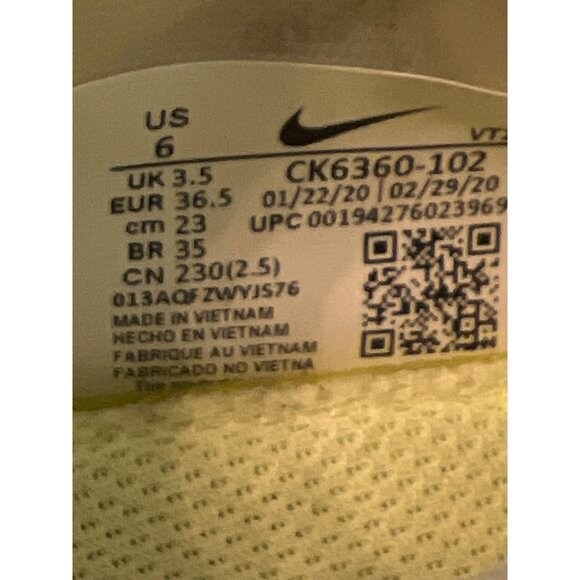 US
6
UK 3.5
EUR 36.5
cm 23
BR 35
CN 230(2.5)
CK6360-102
01/22/20 | 02/29/20
UPC 00194276023969
013AQFZWYJS76
MADE IN VIETNAM
HECHO EN VIETNAM
FABRIQUE AU VIETNAM
FABRICADO NO VIETNA